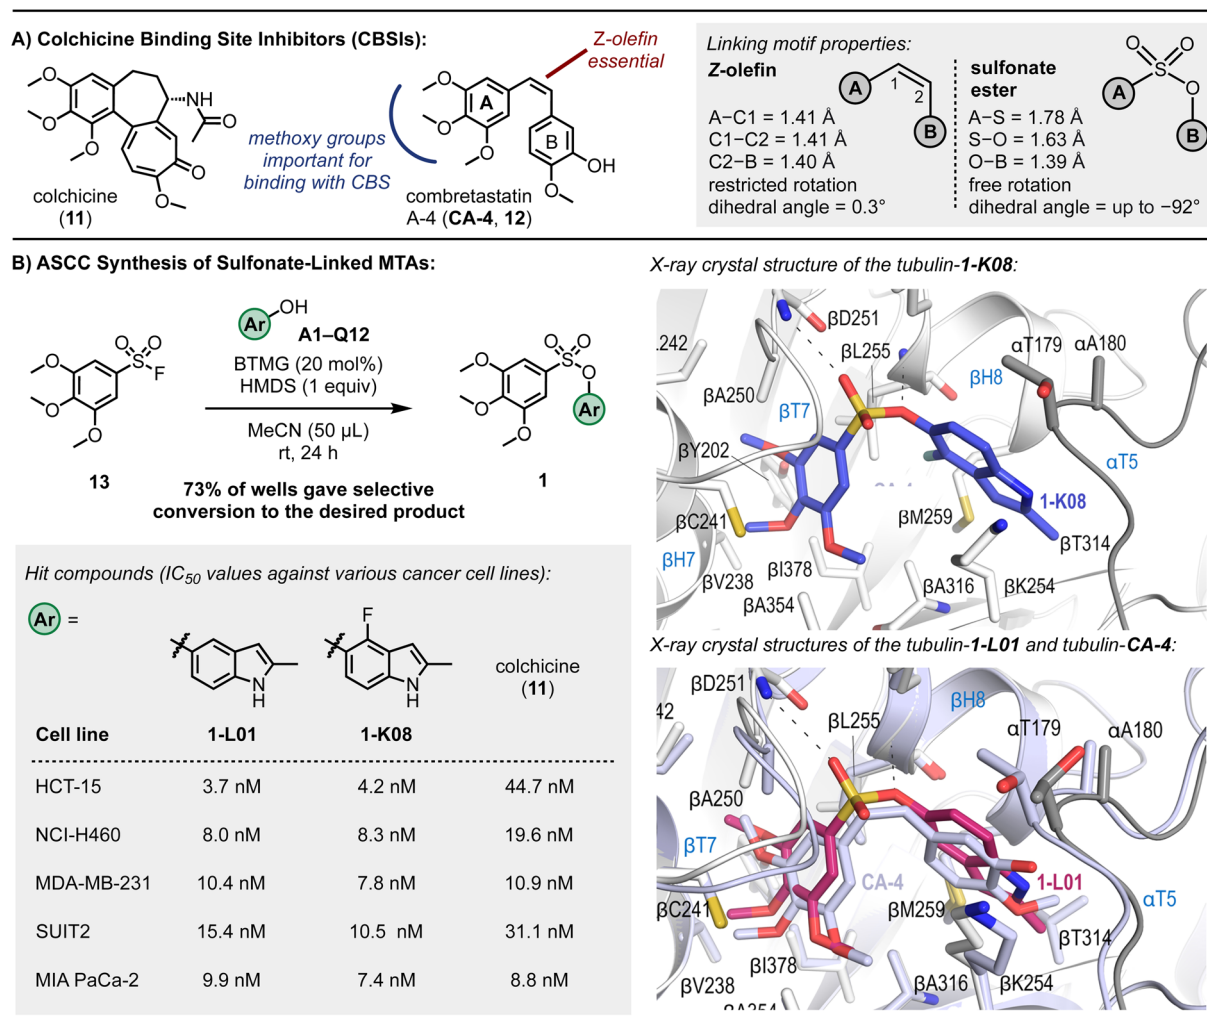 A) Colchicine Binding Site Inhibitors (CBSIs):
O
O
O
NH
O
O
O
colchicine
(11)
methoxy groups
important for
binding with CBS
Z-olefin
essential
O
O
O
A
B
OH
O
combretastatin
A-4 (CA-4, 12)
Linking motif properties:
Z-olefin
A
1
2
B
A–C1 = 1.41 Å
C1–C2 = 1.41 Å
C2–B = 1.40 Å
restricted rotation
dihedral angle = 0.3°
sulfonate
ester
O O
S
A
O
B
A–S = 1.78 Å
S–O = 1.63 Å
O–B = 1.39 Å
free rotation
dihedral angle = up to −92°
B) ASCC Synthesis of Sulfonate-Linked MTAs:
O O
S
F
O
O
O
13
Ar
OH
A1–Q12
BTMG (20 mol%)
HMDS (1 equiv)
MeCN (50 µL)
rt, 24 h
O O
S
O
Ar
O
O
O
1
73% of wells gave selective
conversion to the desired product
Hit compounds (IC50 values against various cancer cell lines):
Ar =
N
H
F
N
H
colchicine
(11)
Cell line 1-L01 1-K08
HCT-15 3.7 nM 4.2 nM 44.7 nM
NCI-H460 8.0 nM 8.3 nM 19.6 nM
MDA-MB-231 10.4 nM 7.8 nM 10.9 nM
SUIT2 15.4 nM 10.5 nM 31.1 nM
MIA PaCa-2 9.9 nM 7.4 nM 8.8 nM
X-ray crystal structure of the tubulin-1-K08:
βD251
L242
βL255
αT179 αA180
βH8
βA250
βT7
βY202
αT5
CA-4
1-K08
βC241
βM259
βT314
βH7
βV238
βI378
βA316
βK254
βA354
X-ray crystal structures of the tubulin-1-L01 and tubulin-CA-4:
βD251
βH8
42
βL255
αT179 αA180
βA250
βT7
CA-4
1-L01
αT5
βC241
βM259
βT314
βI378
βV238
βA316
βK254
βA354